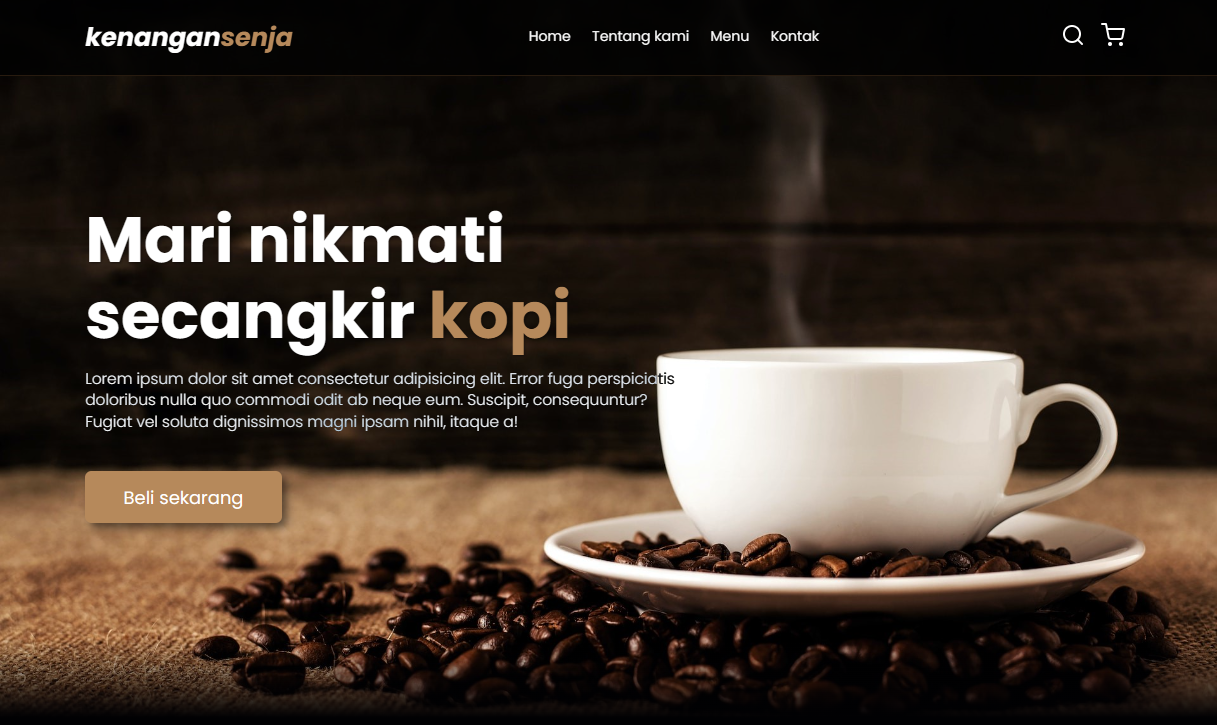 kenangansenja
Home Tentang kami Menu Kontak
Mari nikmati
secangkir kopi
Lorem ipsum dolor sit amet consectetur adipisicing elit. Error fuga perspiciatis
doloribus nulla quo commodi odit ab neque eum. Suscipit, consequuntur?
Fugiat vel soluta dignissimos magni ipsam nihil, itaque a!
Beli sekarang